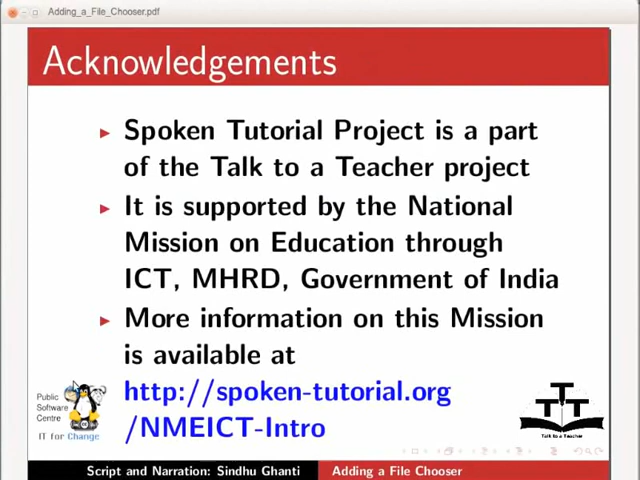 Adding_a_File_Chooser.pdf
Acknowledgements
Spoken Tutorial Project is a part
of the Talk to a Teacher project
It is supported by the National
Mission on Education through
ICT, MHRD, Government of India
More information on this Mission
is available at
http://spoken-tutorial.org
/NMEICT-Intro
Public
Software
Centre
IT for Change
T T T
Talk to a Teacher
Script and Narration: Sindhu Ghanti
Adding a File Chooser